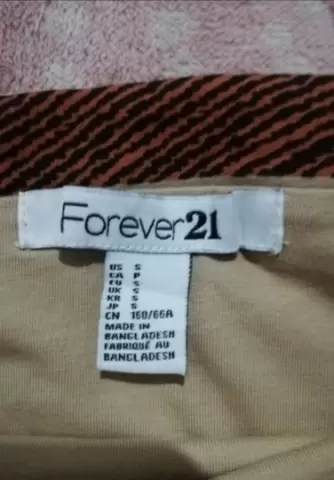 Forever21
US S
CA P
EU S
UK S
KR S
JP S
CN 160/66A
MADE IN
BANGLADESH
FABRIQUÉ AU
BANGLADESH